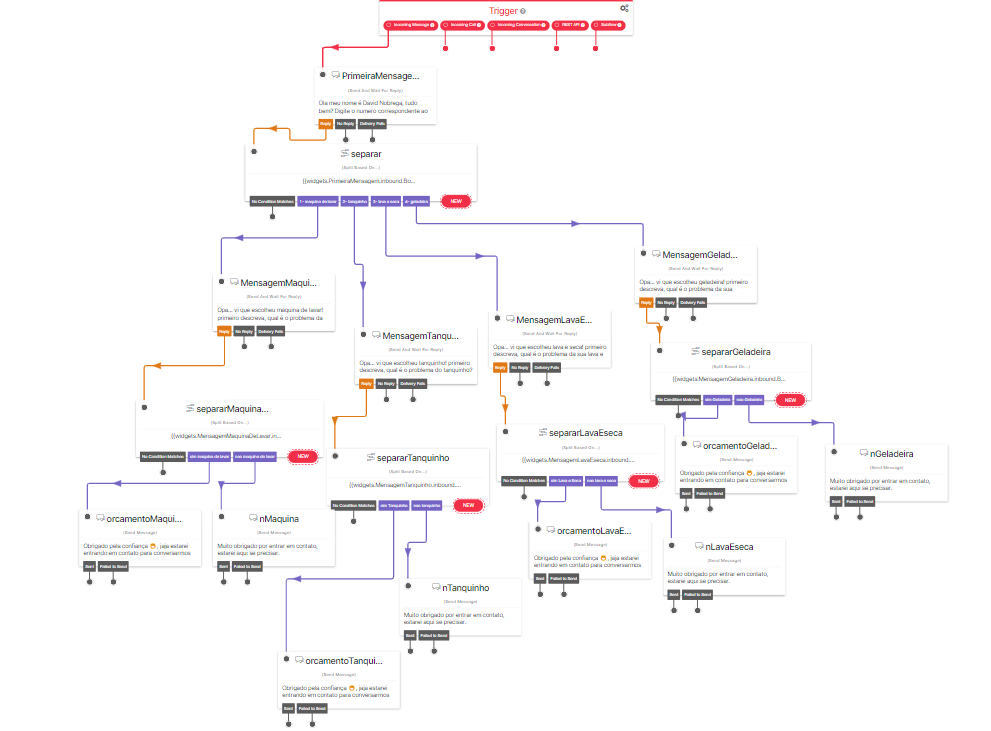 Trigger
Incoming Message
Incoming Call
Incoming Conversation
REST API
Subflow
PrimeiraMensage...
(Send And Wait For Reply)
Ola meu nome é David Nobrega, tudo
bem? Digite o numero correspondente ao
Reply
No Reply
Delivery Fails
separar
(Split Based On...)
{{widgets.PrimeiraMensagem.inbound.Bo...
No Condition Matches
1- maquina de lavar
2- tanquinho
3- lava e seca
4- geladeira
NEW
MensagemGelad...
(Send And Wait For Reply)
Opa... vi que escolheu geladeira! primeiro
descreva, qual é o problema da sua
Reply
No Reply
Delivery Fails
MensagemMaqui...
(Send And Wait For Reply)
Opa... vi que escolheu maquina de levar!
primeiro descreva, qual é o problema da
Reply
No Reply
Delivery Fails
MensagemLavaE...
(Send And Wait For Reply)
Opa... vi que escolheu lava e seca! primeiro
descreva, qual é o problema da sua lava e
Reply
No Reply
Delivery Fails
MensagemTanqu...
(Send And Wait For Reply)
Opa... vi que escolheu tanquinho! primeiro
descreva, qual é o problema do tanquinho?
Reply
No Reply
Delivery Fails
separarGeladeira
(Split Based On...)
{{widgets.MensagemGeladeira.inbound.B...
No Condition Matches
sim Geladeira
nao Geladeira
NEW
separarMaquina...
(Split Based On...)
{{widgets.MensagemMaquinaDeLavar.in...
No Condition Matches
sim maquina de lavar
nao maquina de lavar
NEW
separarLavaEseca
(Split Based On...)
{{widgets.MensagemLavaEseca.inbound....
No Condition Matches
sim Lava e Seca
nao lava e seca
NEW
separarTanquinho
(Split Based On...)
{{widgets.MensagemTanquinho.inbound....
No Condition Matches
sim Tanquinho
nao tanquinho
NEW
orcamentoGelad...
(Send Message)
Obrigado pela confiança 😁, jaja estarei
entrando em contato para conversarmos
Sent
Failed to Send
nGeladeira
(Send Message)
Muito obrigado por entrar em contato,
estarei aqui se precisar.
Sent
Failed to Send
orcamentoMaqui...
(Send Message)
Obrigado pela confiança 😁, jaja estarei
entrando em contato para conversarmos
Sent
Failed to Send
nMaquina
(Send Message)
Muito obrigado por entrar em contato,
estarei aqui se precisar.
Sent
Failed to Send
orcamentoLavaE...
(Send Message)
Obrigado pela confiança 😁, jaja estarei
entrando em contato para conversarmos
Sent
Failed to Send
nLavaEseca
(Send Message)
Muito obrigado por entrar em contato,
estarei aqui se precisar.
Sent
Failed to Send
nTanquinho
(Send Message)
Muito obrigado por entrar em contato,
estarei aqui se precisar.
Sent
Failed to Send
orcamentoTanqui...
(Send Message)
Obrigado pela confiança 😁, jaja estarei
entrando em contato para conversarmos
Sent
Failed to Send